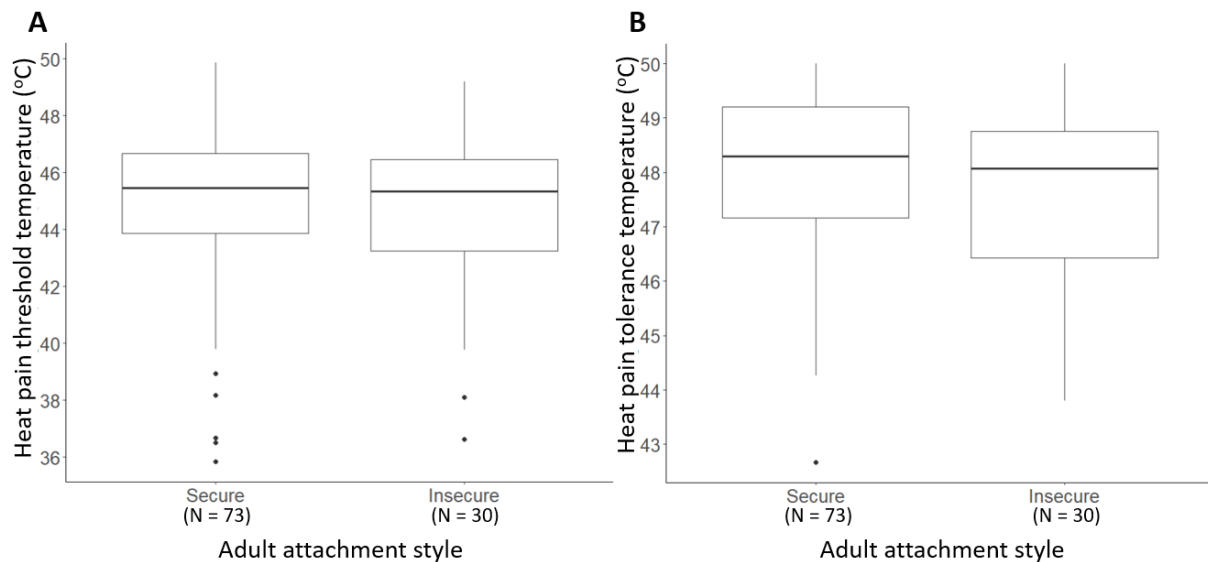 A
Heat pain threshold temperature (°C)
50
48
46
44
42
40
38
36
Secure
(N = 73)
Insecure
(N = 30)
Adult attachment style
B
Heat pain tolerance temperature (°C)
50
49
48
47
46
45
44
43
Secure
(N = 73)
Insecure
(N = 30)
Adult attachment style